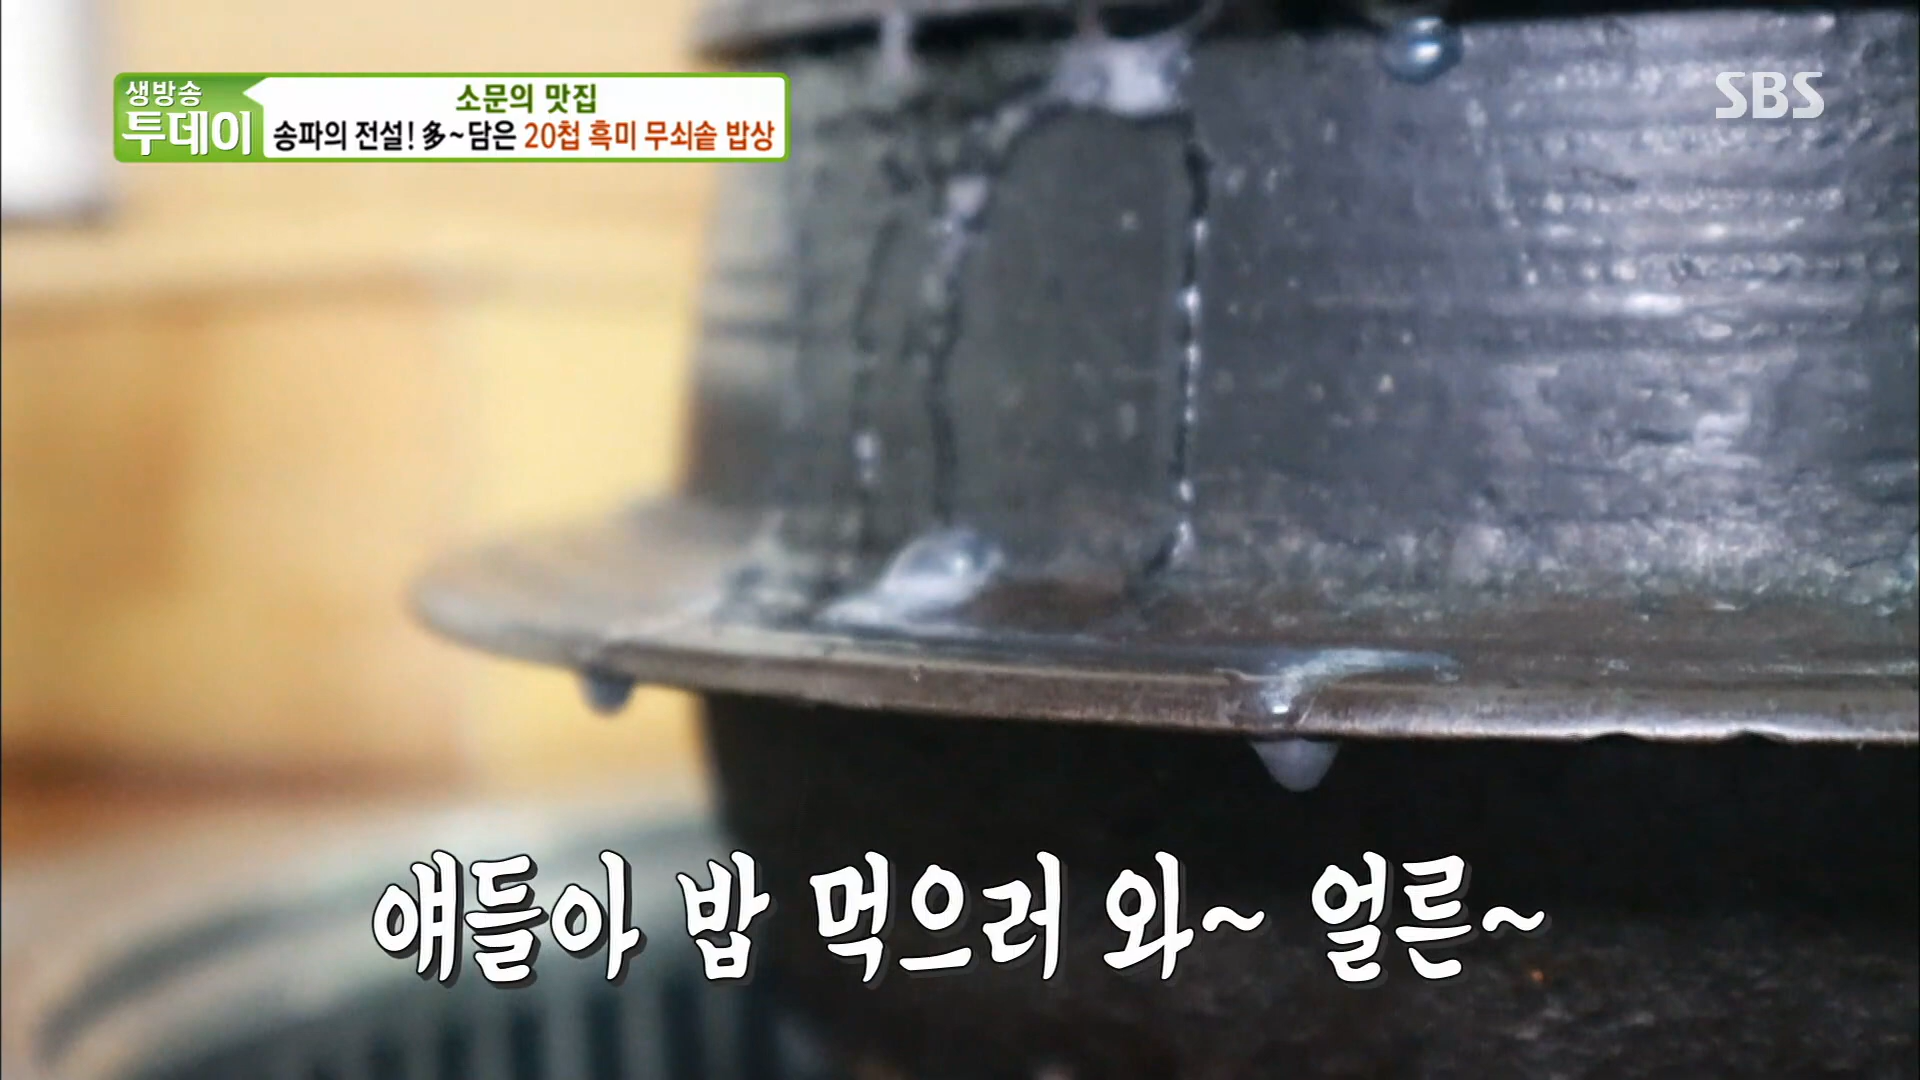 생방송
투데이
소문의 맛집
송파의 전설! 多~담은 20첩 흑미 무쇠솥 밥상
SBS
얘들아 밥 먹으러 와~ 얼른~